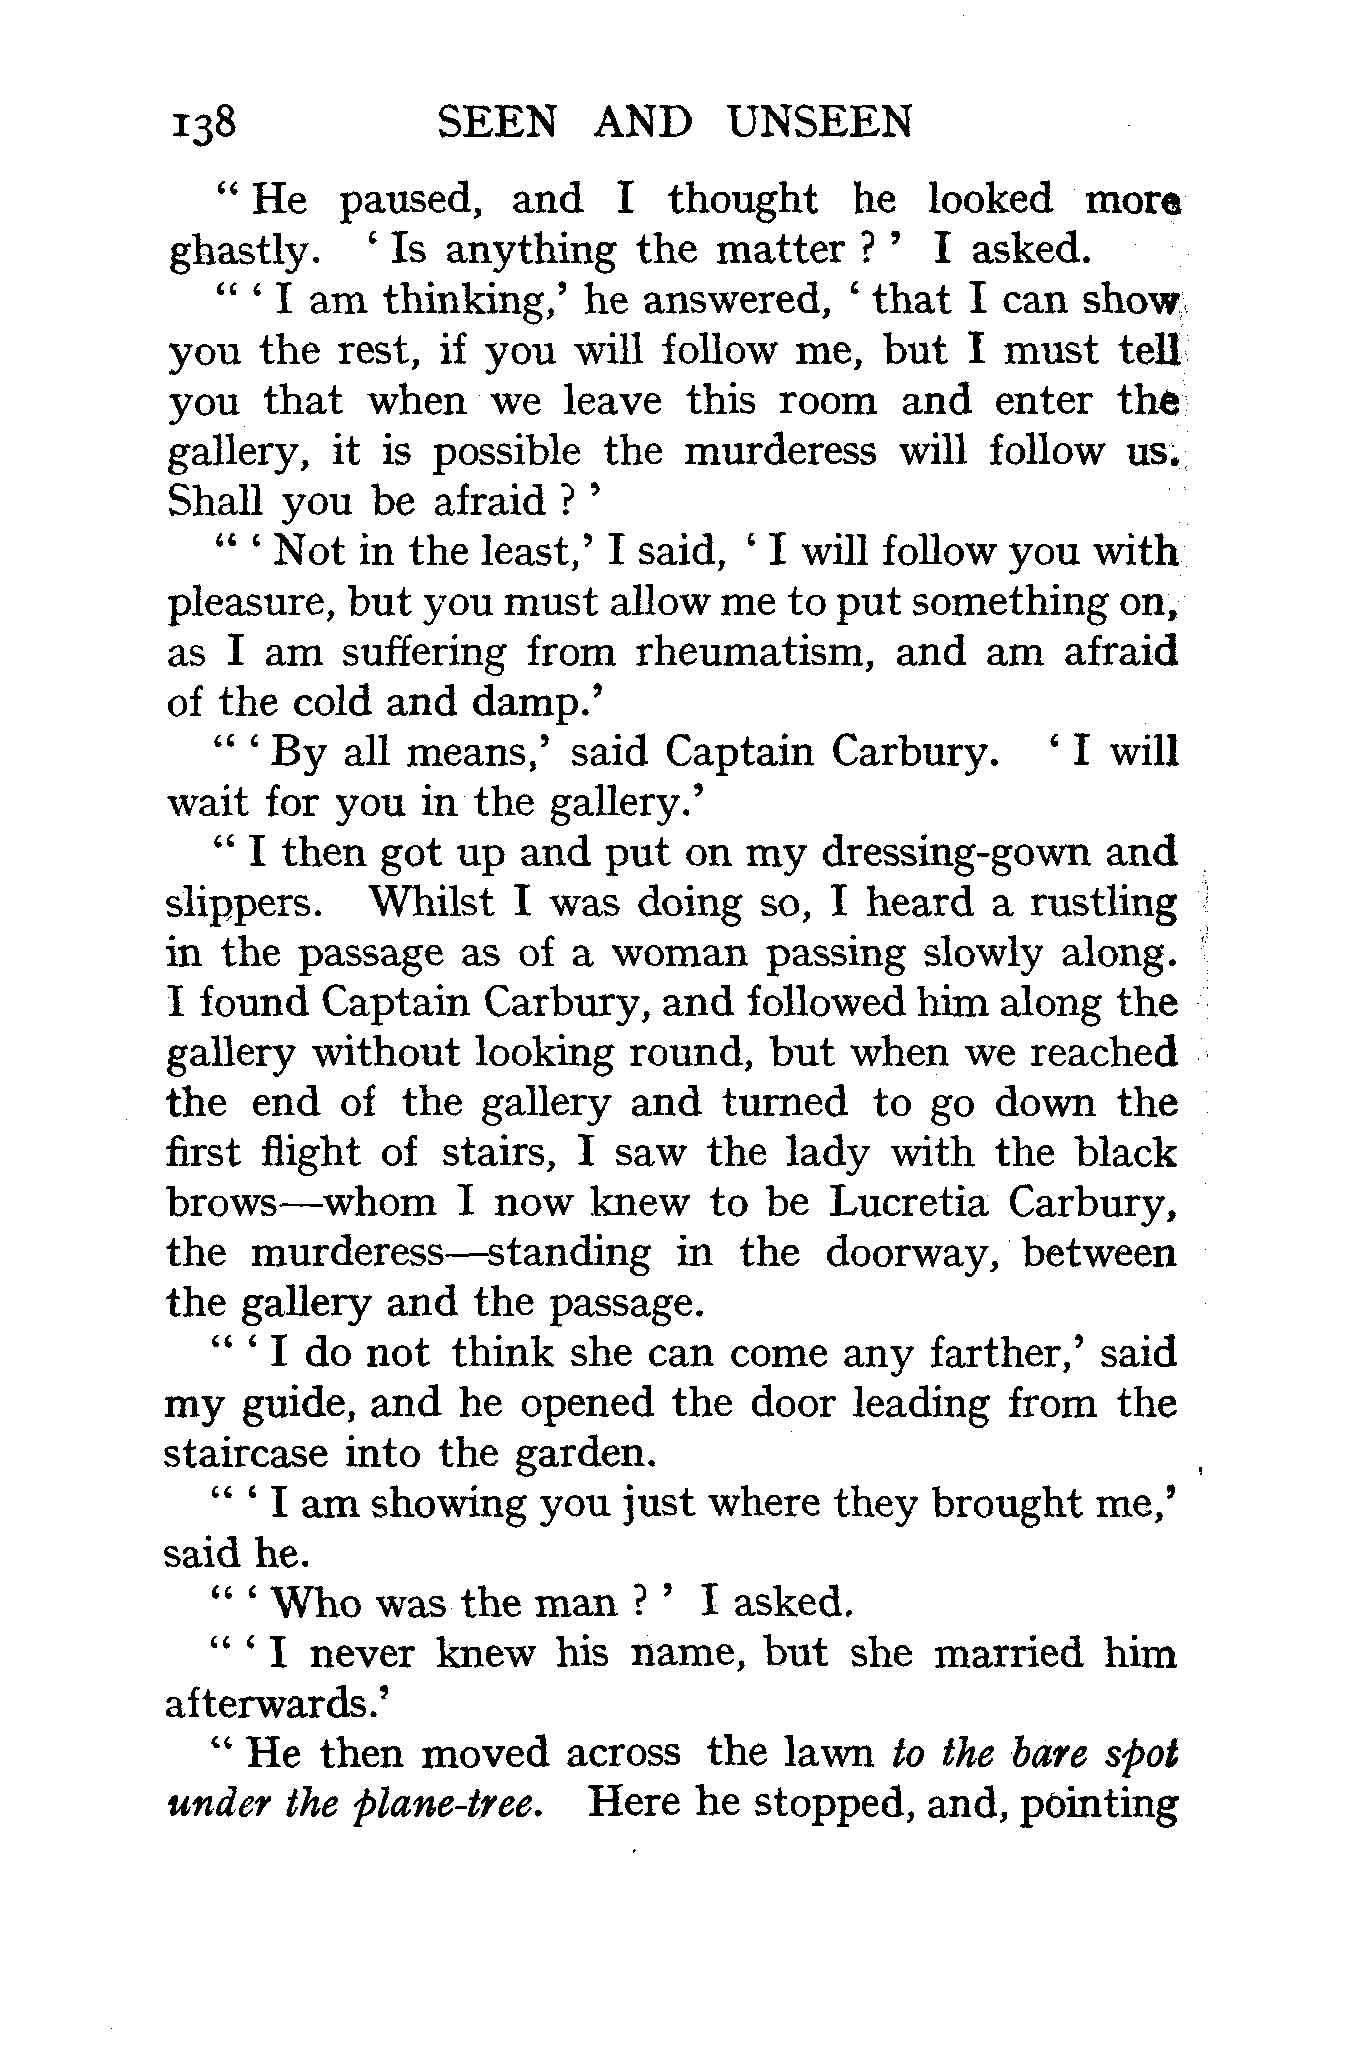 138 SEEN AND UNSEEN
“ He paused, and I thought he looked more
ghastly. ‘ Is anything the matter ? ’ I asked.
“ ‘ I am thinking,’ he answered, ‘ that I can show
you the rest, if you will follow me, but I must tell
you that when we leave this room and enter the
gallery, it is possible the murderess will follow us.
Shall you be afraid ? ’
“ ‘ Not in the least,’ I said, ‘ I will follow you with
pleasure, but you must allow me to put something on,
as I am suffering from rheumatism, and am afraid
of the cold and damp.’
“ ‘ By all means,’ said Captain Carbury. ‘ I will
wait for you in the gallery.’
“ I then got up and put on my dressing-gown and
slippers. Whilst I was doing so, I heard a rustling
in the passage as of a woman passing slowly along.
I found Captain Carbury, and followed him along the
gallery without looking round, but when we reached
the end of the gallery and turned to go down the
first flight of stairs, I saw the lady with the black
brows—whom I now knew to be Lucretia Carbury,
the murderess—standing in the doorway, between
the gallery and the passage.
“ ‘ I do not think she can come any farther,’ said
my guide, and he opened the door leading from the
staircase into the garden.
“ ‘ I am showing you just where they brought me,’
said he.
“ ‘ Who was the man ? ’ I asked.
“ ‘ I never knew his name, but she married him
afterwards.’
“ He then moved across the lawn to the bare spot
under the plane-tree. Here he stopped, and, pointing